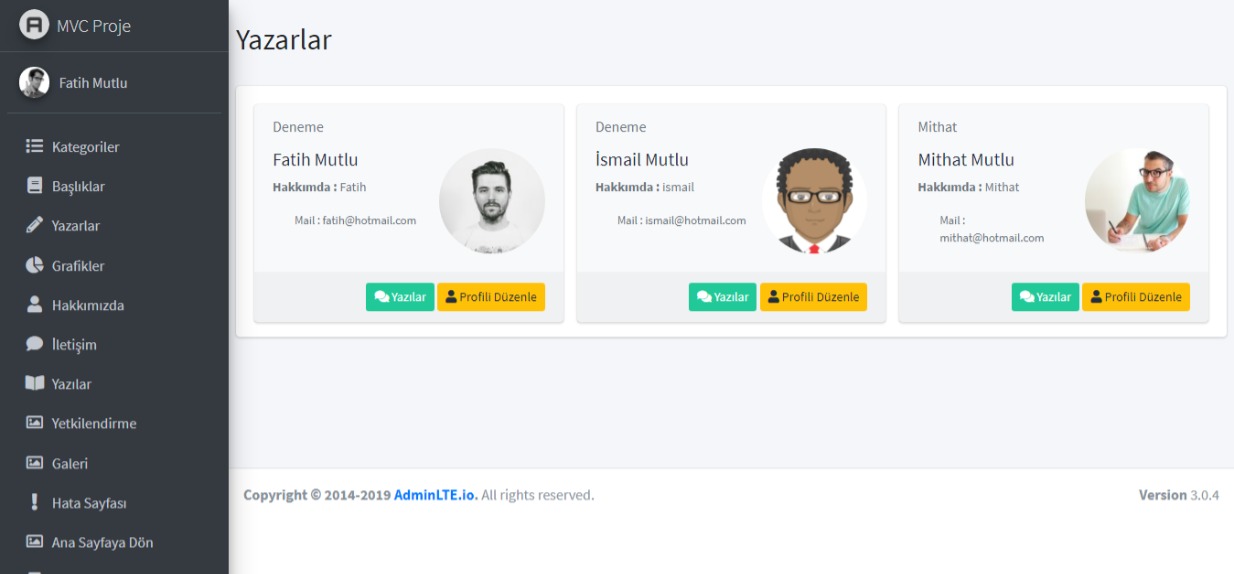 MVC Proje
Fatih Mutlu
Kategoriler
Başlıklar
Yazarlar
Grafikler
Hakkımızda
İletişim
Yazılar
Yetkilendirme
Galeri
Hata Sayfası
Ana Sayfaya Dön
Yazarlar
Deneme
Fatih Mutlu
Hakkımda : Fatih
Mail : fatih@hotmail.com
Yazılar Profili Düzenle
Deneme
İsmail Mutlu
Hakkımda : ismail
Mail : ismail@hotmail.com
Yazılar Profili Düzenle
Mithat
Mithat Mutlu
Hakkımda : Mithat
Mail :
mithat@hotmail.com
Yazılar Profili Düzenle
Copyright © 2014-2019 AdminLTE.io. All rights reserved.
Version 3.0.4